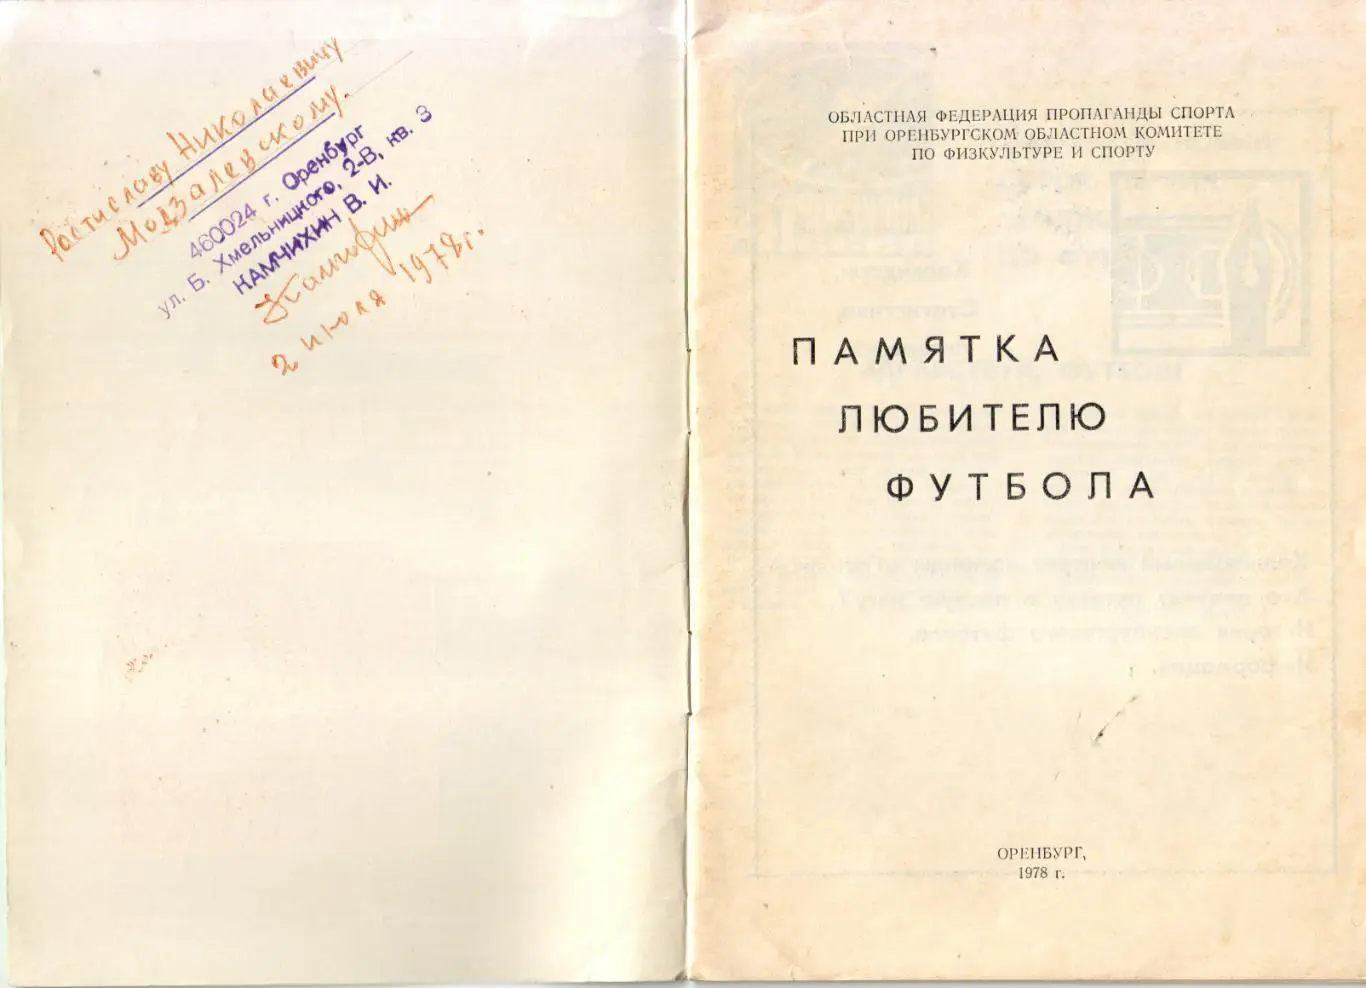 Ростиславу Николаевичу
Модзалевскому.
460024 г. Оренбург
ул. Б. Хмельницкого, 2-В, кв. 3
КАМЧИХИН В. И.
2 июля 1978г.
ОБЛАСТНАЯ ФЕДЕРАЦИЯ ПРОПАГАНДЫ СПОРТА
ПРИ ОРЕНБУРГСКОМ ОБЛАСТНОМ КОМИТЕТЕ
ПО ФИЗКУЛЬТУРЕ И СПОРТУ
ПАМЯТКА
ЛЮБИТЕЛЮ
ФУТБОЛА
ОРЕНБУРГ,
1978 г.